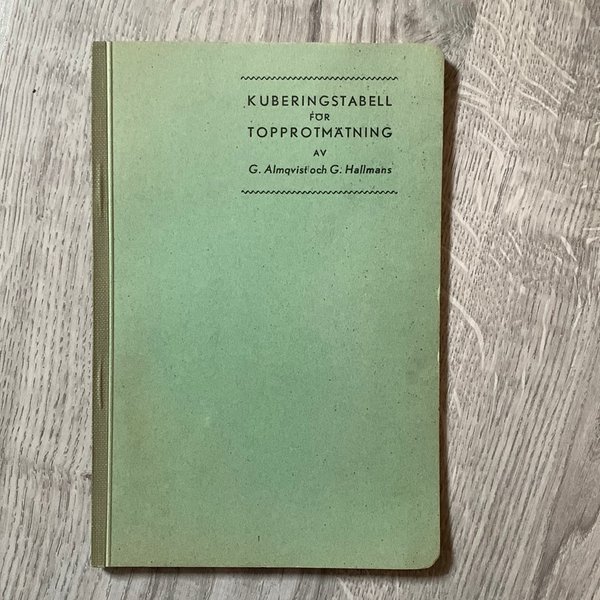 KUBERINGSTABELL
FÖR
TOPPROTMÄTNING
AV
G. Almqvist och G. Hallmans